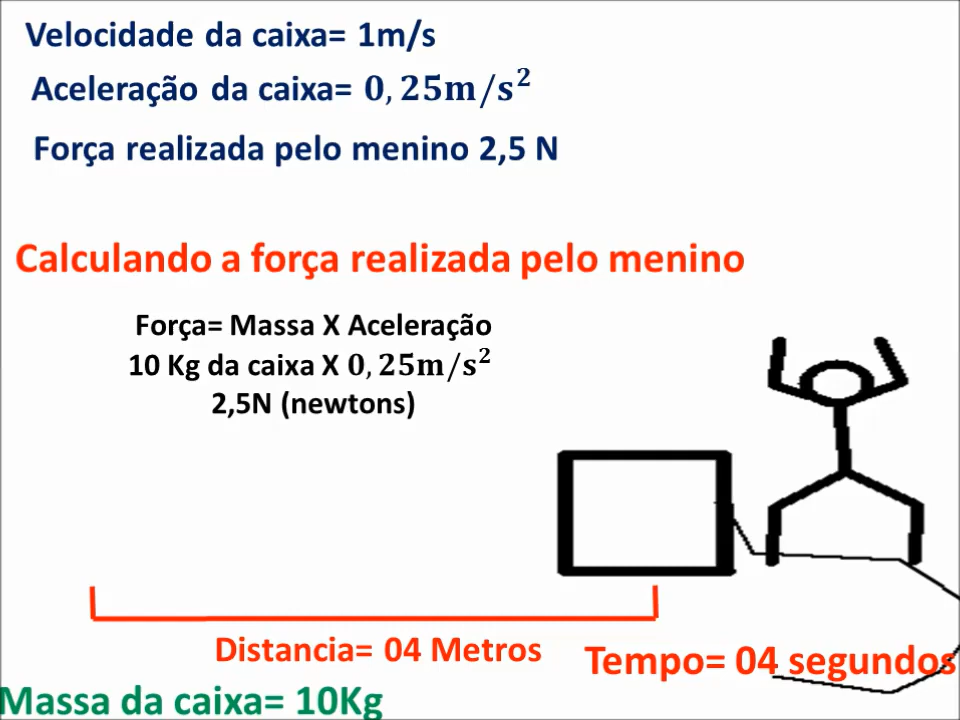 Velocidade da caixa= 1m/s
Aceleração da caixa= 0, 25m/s²
Força realizada pelo menino 2,5 N
Calculando a força realizada pelo menino
Força= Massa X Aceleração
10 Kg da caixa X 0, 25m/s²
2,5N (newtons)
Distancia= 04 Metros
Tempo= 04 segundos
Massa da caixa= 10Kg